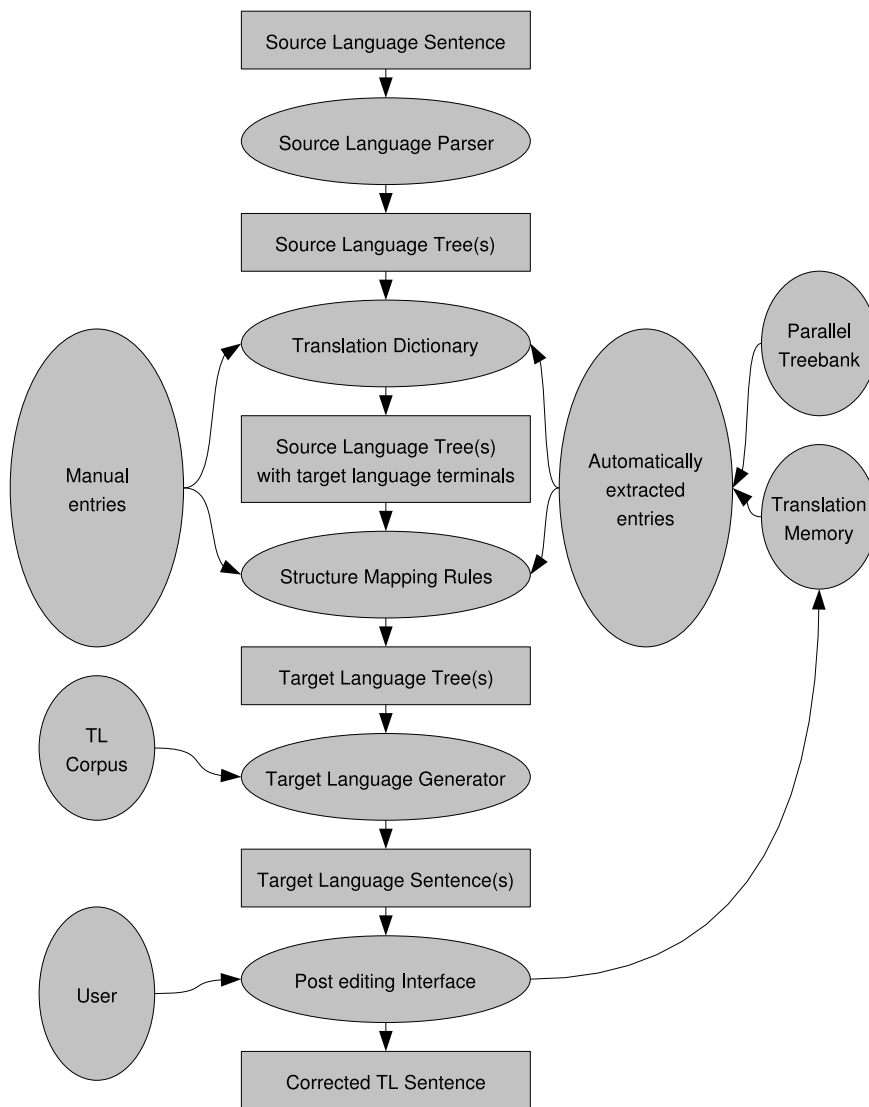 Source Language Sentence
Source Language Parser
Source Language Tree(s)
Translation Dictionary
Parallel
Treebank
Source Language Tree(s)
with target language terminals
Manual
entries
Automatically
extracted
entries
Translation
Memory
Structure Mapping Rules
Target Language Tree(s)
TL
Corpus
Target Language Generator
Target Language Sentence(s)
User
Post editing Interface
Corrected TL Sentence